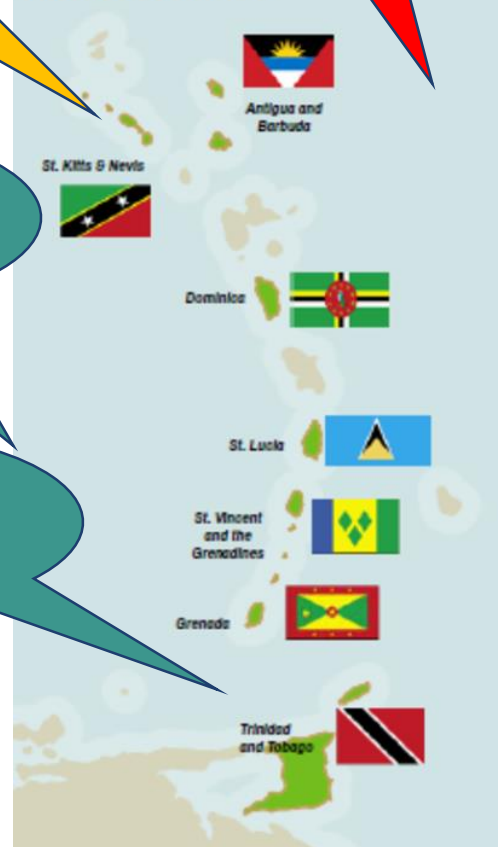 Antigua and
Barbuda
St. Kitts & Nevis
Dominica
St. Lucia
St. Vincent
and the
Grenadines
Grenada
Trinidad
and Tobago